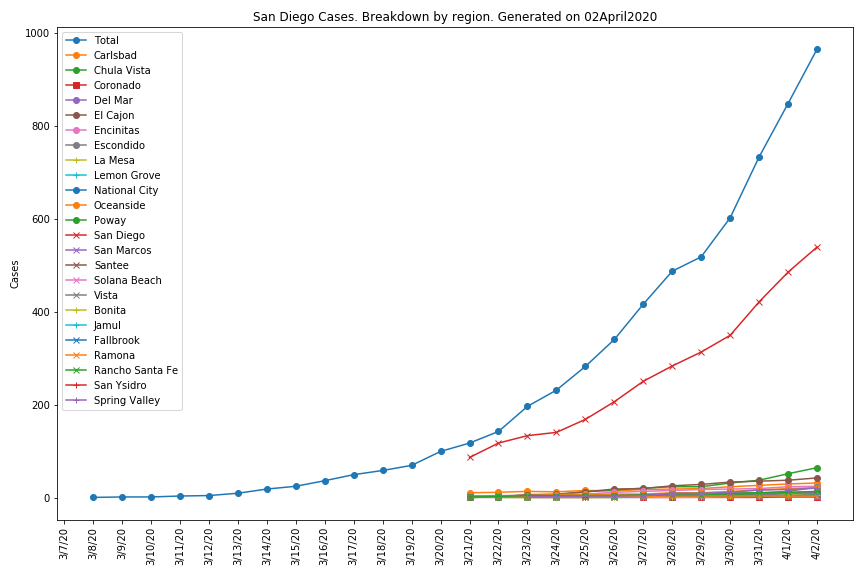 San Diego Cases. Breakdown by region. Generated on 02April2020
1000
800
600
400
200
0
Cases
Total
Carlsbad
Chula Vista
Coronado
Del Mar
El Cajon
Encinitas
Escondido
La Mesa
Lemon Grove
National City
Oceanside
Poway
San Diego
San Marcos
Santee
Solana Beach
Vista
Bonita
Jamul
Fallbrook
Ramona
Rancho Santa Fe
San Ysidro
Spring Valley
3/7/20
3/8/20
3/9/20
3/10/20
3/11/20
3/12/20
3/13/20
3/14/20
3/15/20
3/16/20
3/17/20
3/18/20
3/19/20
3/20/20
3/21/20
3/22/20
3/23/20
3/24/20
3/25/20
3/26/20
3/27/20
3/28/20
3/29/20
3/30/20
3/31/20
4/1/20
4/2/20